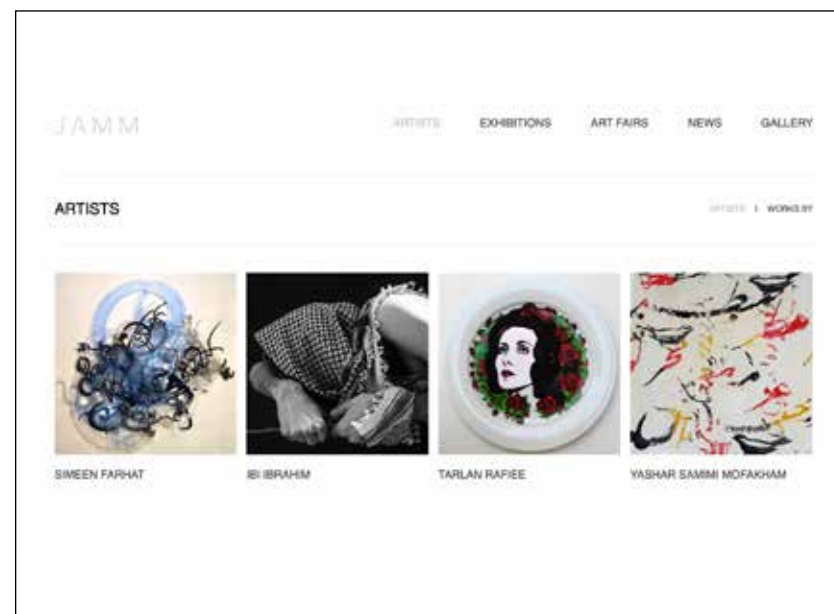 JAMM
ARTISTS EXHIBITIONS ART FAIRS NEWS GALLERY
ARTISTS
ARTISTS | WORKS BY
SIMEEN FARHAT
IBI IBRAHIM
TARLAN RAFIEE
YASHAR SAMIMI MOFAKHAM